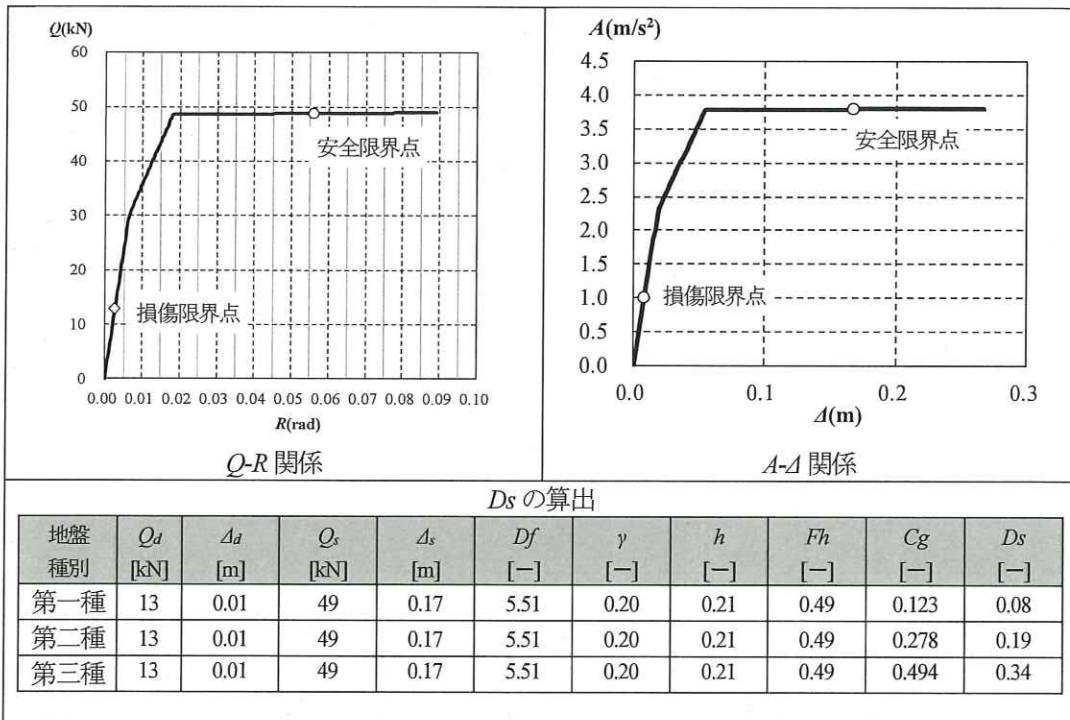 Q(kN)
60
50
40
30
20
10
0
安全限界点
損傷限界点
0.00 0.01 0.02 0.03 0.04 0.05 0.06 0.07 0.08 0.09 0.10
R(rad)
Q-R 関係
A(m/s²)
4.5
4.0
3.5
3.0
2.5
2.0
1.5
1.0
0.5
0.0
安全限界点
損傷限界点
0.0 0.1 0.2 0.3
Δ(m)
A-Δ 関係
Ds の算出
地盤種別 Qd [kN] Δd [m] Qs [kN] Δs [m] Df [—] γ [—] h [—] Fh [—] Cg [—] Ds [—]
第一種 13 0.01 49 0.17 5.51 0.20 0.21 0.49 0.123 0.08
第二種 13 0.01 49 0.17 5.51 0.20 0.21 0.49 0.278 0.19
第三種 13 0.01 49 0.17 5.51 0.20 0.21 0.49 0.494 0.34